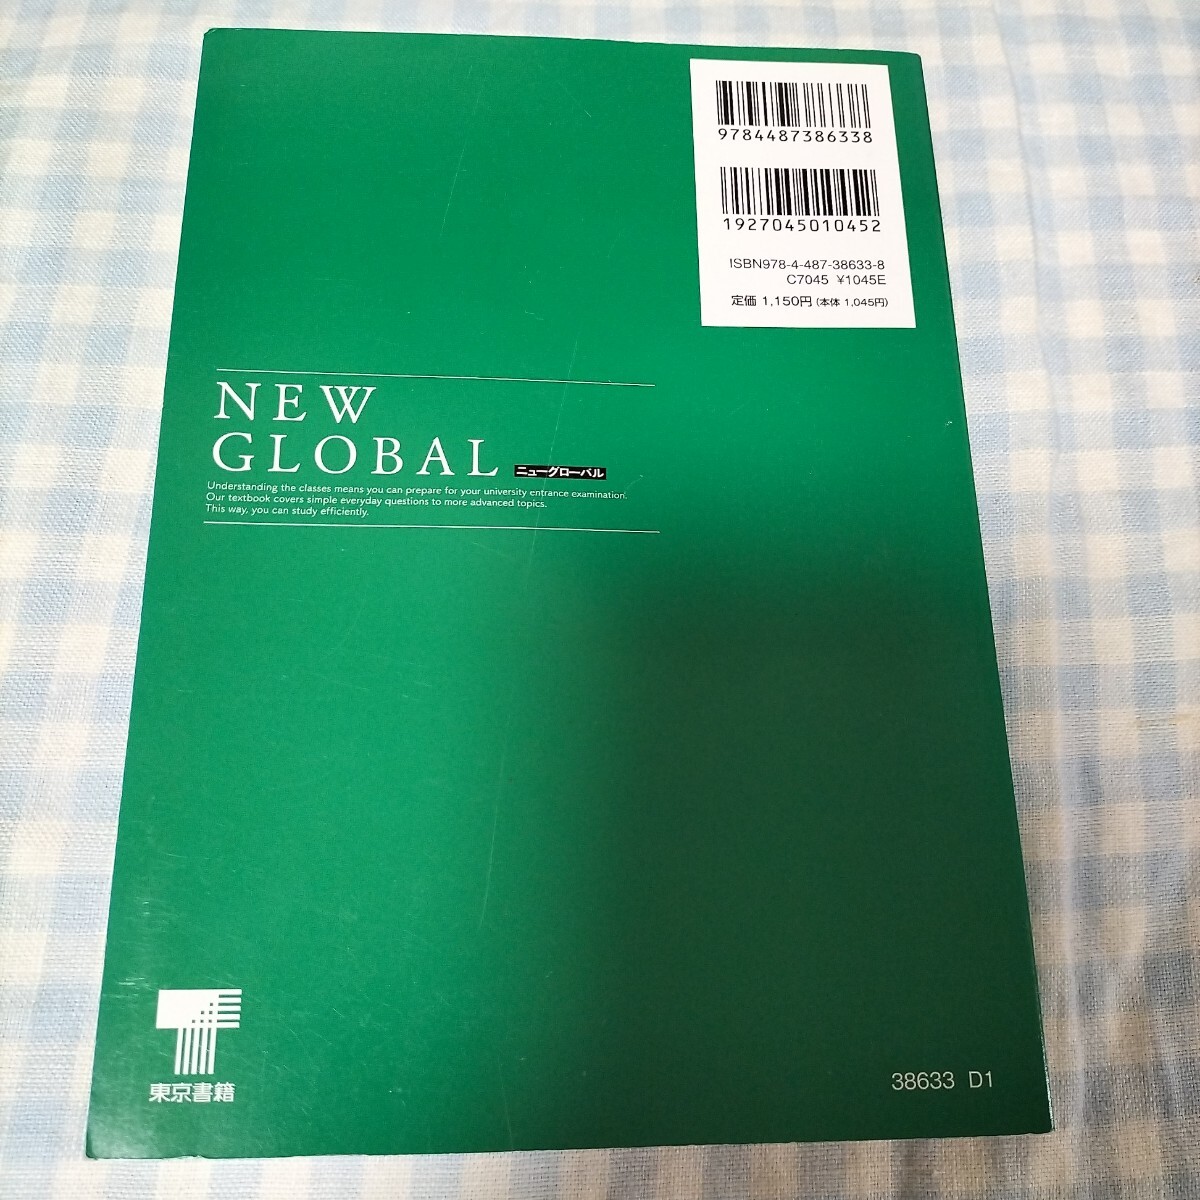 9784487386338
1927045010452
ISBN978-4-487-38633-8
C7045 ¥1045E
定価 1,150円(本体 1,045円)
NEW
GLOBAL ニューグローバル
Understanding the classes means you can prepare for your university entrance examination.
Our textbook covers simple everyday questions to more advanced topics.
This way, you can study efficiently.
東京書籍
38633 D1